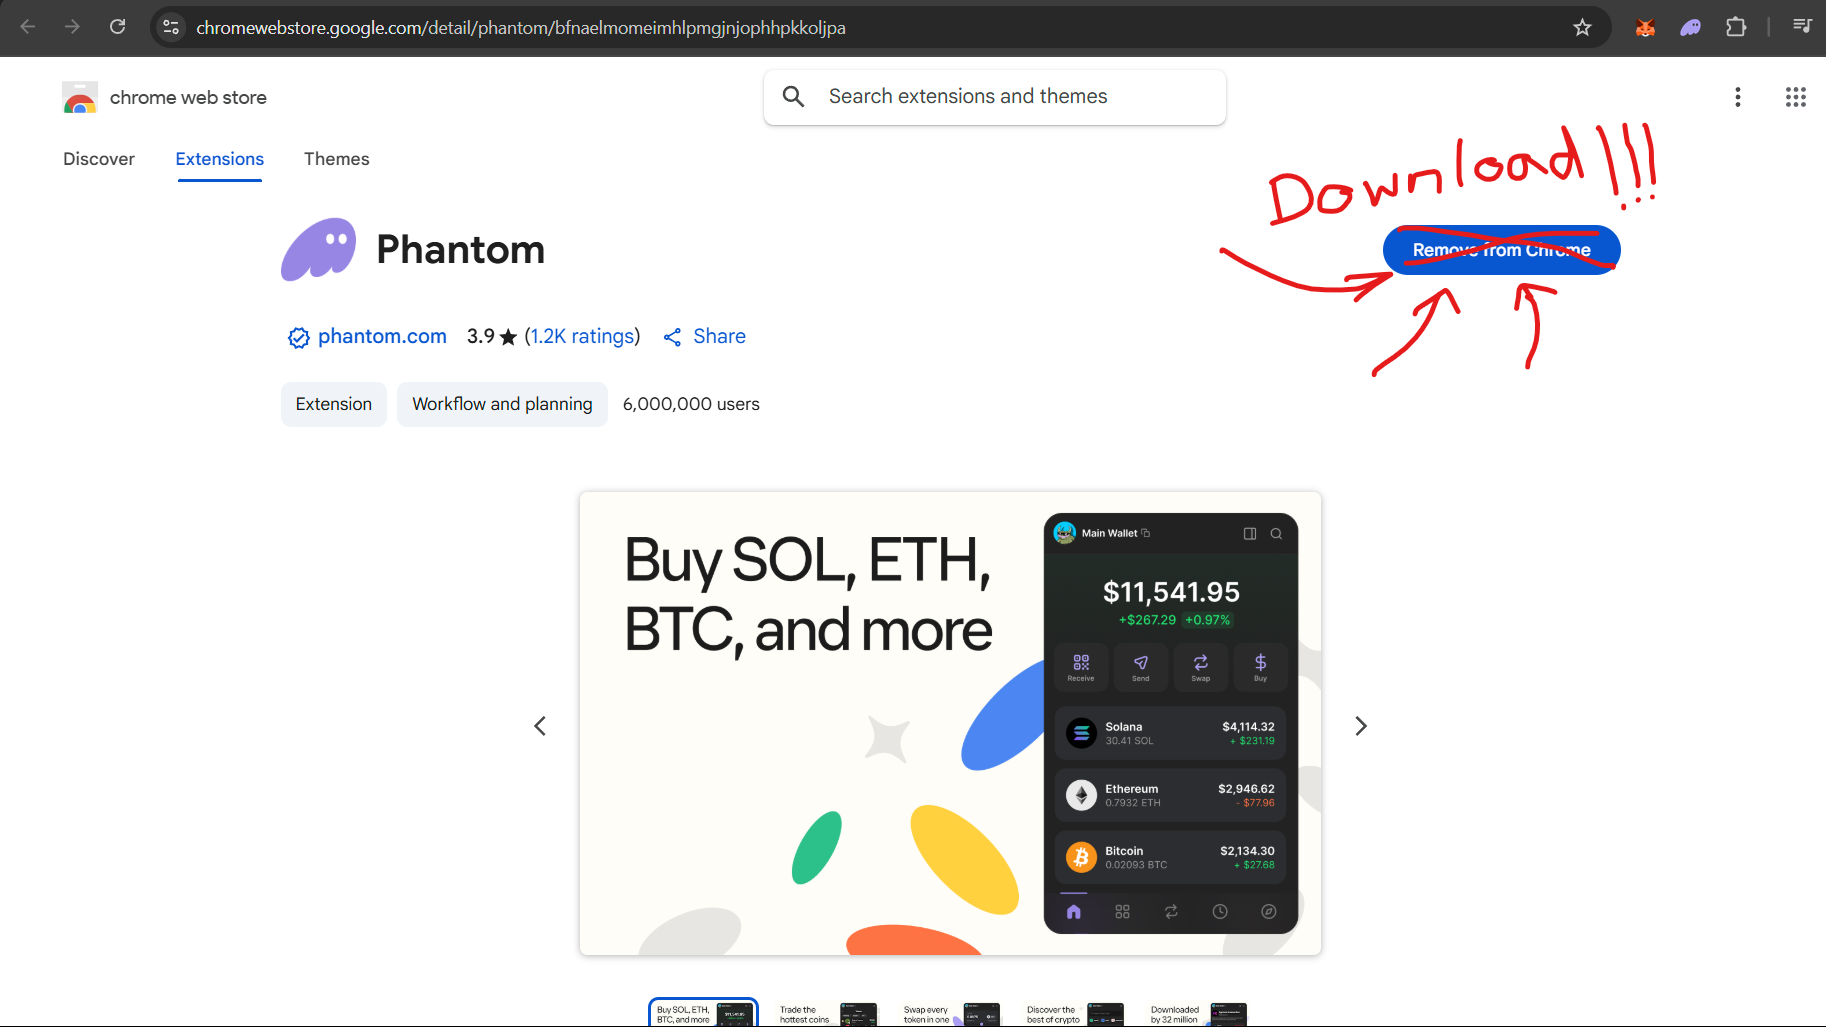 chromewebstore.google.com/detail/phantom/bfnaelmomeimhlpmgjnjophhpkkoljpa
chrome web store
Search extensions and themes
Discover Extensions Themes
Download!!!
Phantom
Remove from Chrome
phantom.com 3.9★ (1.2K ratings) Share
Extension Workflow and planning 6,000,000 users
Buy SOL, ETH,
BTC, and more
Main Wallet
$11,541.95
+$267.29 +0.97%
Receive Send Swap Buy
Solana $4,114.32
30.41 SOL + $231.19
Ethereum $2,946.62
0.7932 ETH - $77.96
Bitcoin $2,134.30
0.02093 BTC + $27.68
Buy SOL, ETH,
BTC, and more
$11,541.95
Trade the
hottest coins
Swap every
token in one
Discover the
best of crypto
Downloaded
by 32 million